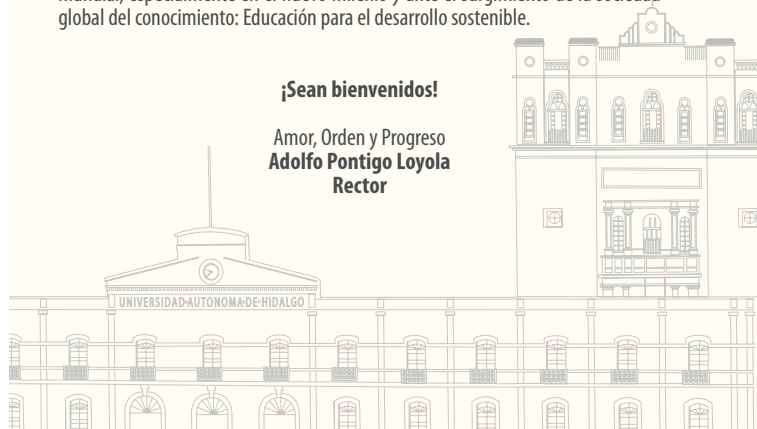 mundial, especialmente en el nuevo milenio y ante el surgimiento de la sociedad
global del conocimiento: Educación para el desarrollo sostenible.
¡Sean bienvenidos!
Amor, Orden y Progreso
Adolfo Pontigo Loyola
Rector
UNIVERSIDAD•AUTONOMA•DE•HIDALGO